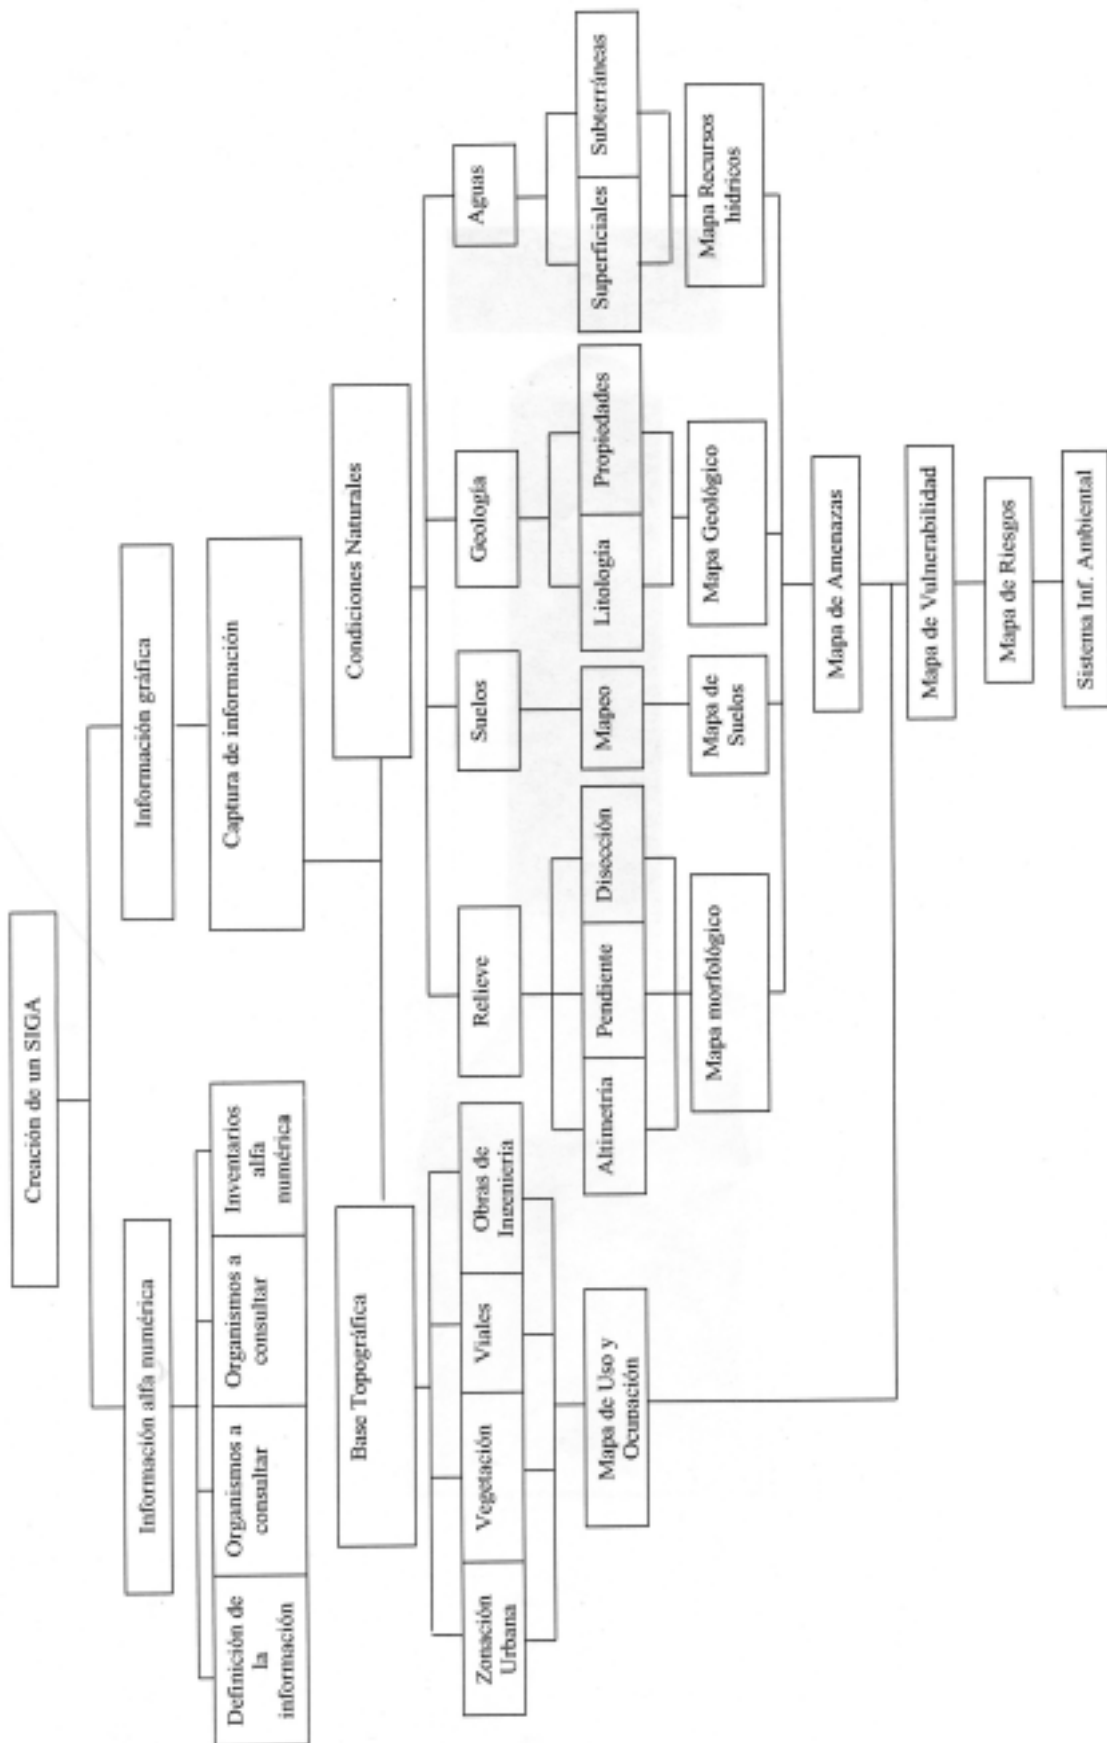 Creación de un SIGA
Información alfa numérica
Información gráfica
Definición de
la
información
Organismos a
consultar
Organismos a
consultar
Inventarios
alfa
numérica
Captura de información
Base Topográfica
Condiciones Naturales
Zonación
Urbana
Vegetación
Viales
Obras de
Ingeniería
Relieve
Suelos
Geología
Aguas
Altimetría
Pendiente
Disección
Mapeo
Litología
Propiedades
Superficiales
Subterráneas
Mapa de Uso y
Ocupación
Mapa morfológico
Mapa de
Suelos
Mapa Geológico
Mapa Recursos
hídricos
Mapa de Amenazas
Mapa de Vulnerabilidad
Mapa de Riesgos
Sistema Inf. Ambiental